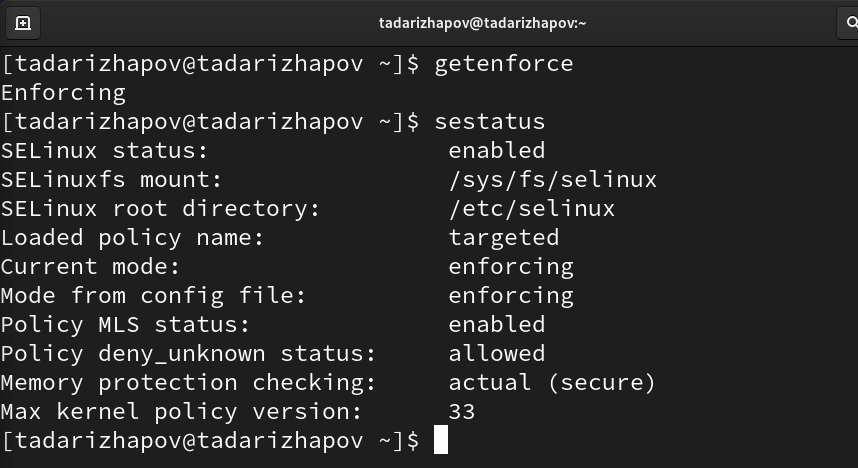 tadarizhapov@tadarizhapov:~
[tadarizhapov@tadarizhapov ~]$ getenforce
Enforcing
[tadarizhapov@tadarizhapov ~]$ sestatus
SELinux status:                 enabled
SELinuxfs mount:                /sys/fs/selinux
SELinux root directory:         /etc/selinux
Loaded policy name:             targeted
Current mode:                   enforcing
Mode from config file:          enforcing
Policy MLS status:              enabled
Policy deny_unknown status:     allowed
Memory protection checking:     actual (secure)
Max kernel policy version:      33
[tadarizhapov@tadarizhapov ~]$